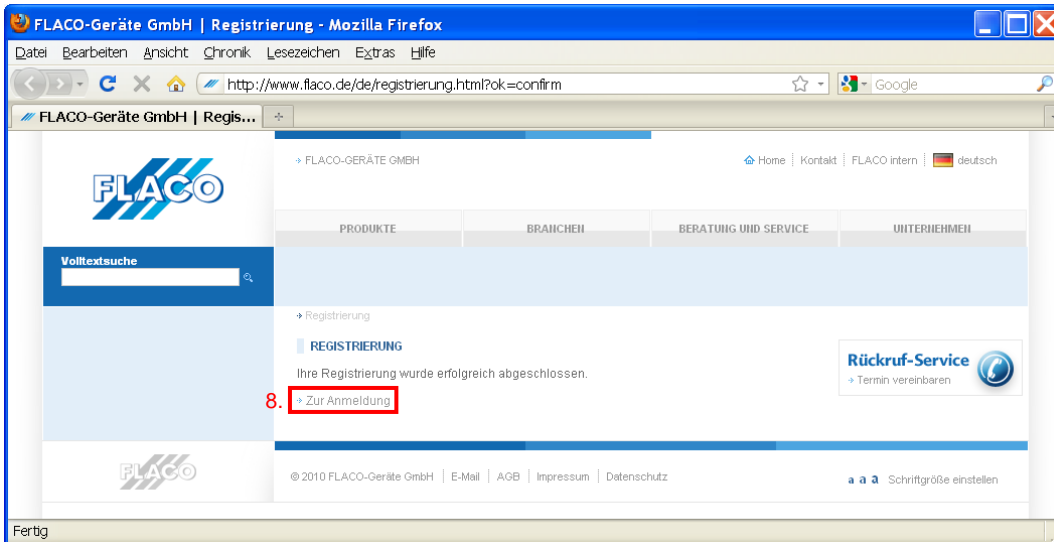 FLACO-Geräte GmbH | Registrierung - Mozilla Firefox
Datei Bearbeiten Ansicht Chronik Lesezeichen Extras Hilfe
http://www.flaco.de/de/registrierung.html?ok=confirm
Google
FLACO-Geräte GmbH | Regis...
FLACO
FLACO-GERÄTE GMBH
Home | Kontakt | FLACO intern | deutsch
PRODUKTE BRANCHEN BERATUNG UND SERVICE UNTERNEHMEN
Volltextsuche
Registrierung
REGISTRIERUNG
Ihre Registrierung wurde erfolgreich abgeschlossen.
8. Zur Anmeldung
Rückruf-Service
Termin vereinbaren
FLACO
© 2010 FLACO-Geräte GmbH | E-Mail | AGB | Impressum | Datenschutz
a a a Schriftgröße einstellen
Fertig